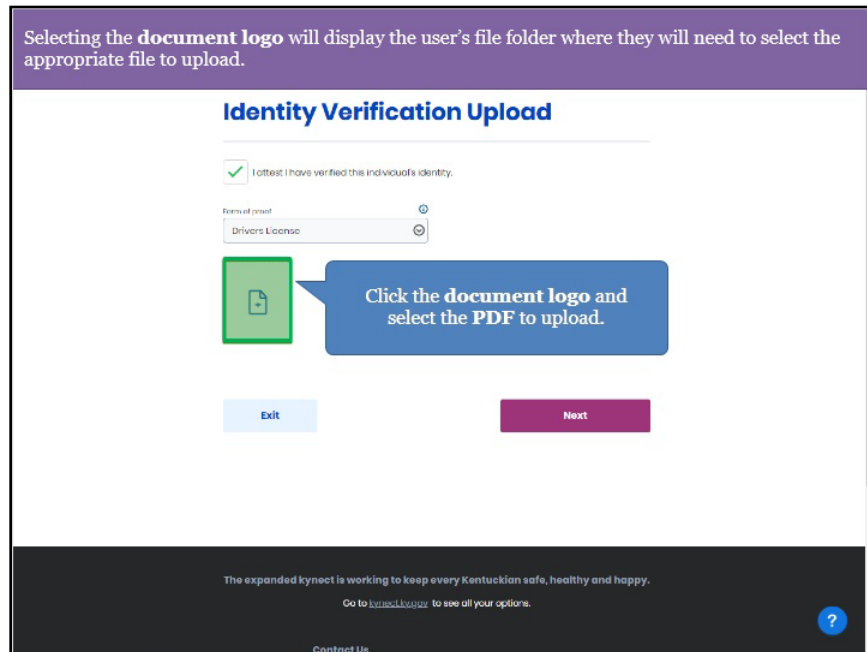 Selecting the document logo will display the user’s file folder where they will need to select the
appropriate file to upload.
Identity Verification Upload
I attest I have verified this individual's identity.
Form of proof
Drivers License
Click the document logo and
select the PDF to upload.
Exit
Next
The expanded kynect is working to keep every Kentuckian safe, healthy and happy.
Go to kynect.ky.gov to see all your options.
?
Contact Us